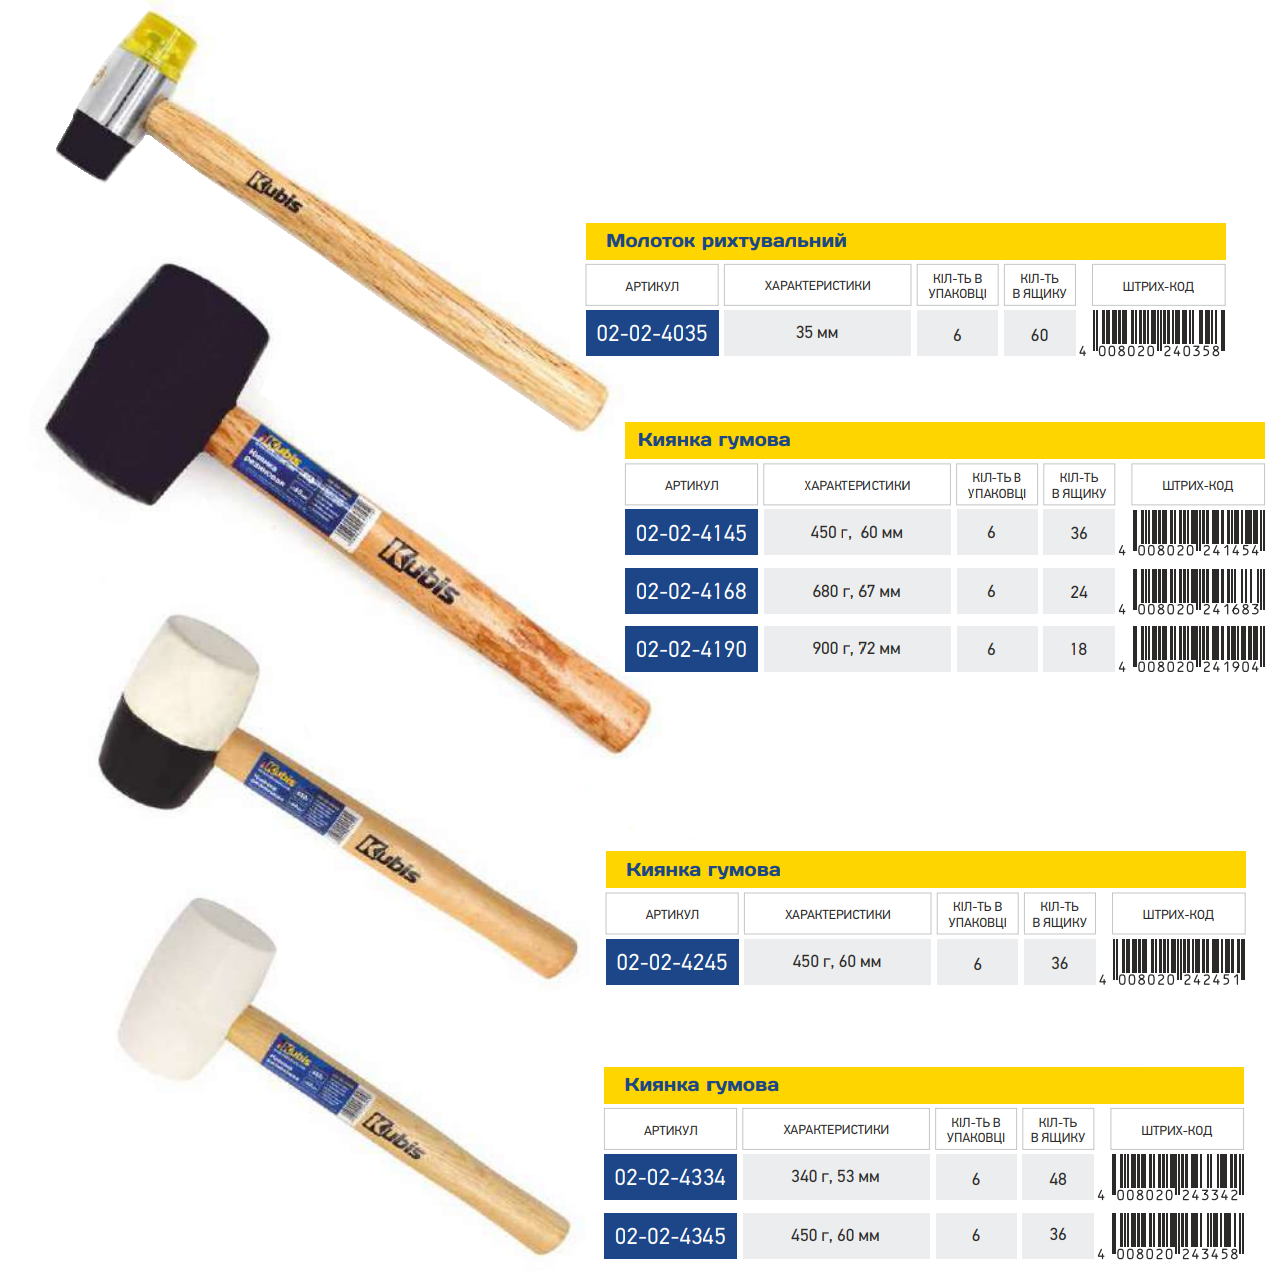 Kubis
Молоток рихтувальний
АРТИКУЛ ХАРАКТЕРИСТИКИ КІЛ-ТЬ В УПАКОВЦІ КІЛ-ТЬ В ЯЩИКУ ШТРИХ-КОД
02-02-4035 35 мм 6 60 4 008020 240358
Kubis
Киянка резиновая
Kubis
Киянка гумова
АРТИКУЛ ХАРАКТЕРИСТИКИ КІЛ-ТЬ В УПАКОВЦІ КІЛ-ТЬ В ЯЩИКУ ШТРИХ-КОД
02-02-4145 450 г, 60 мм 6 36 4 008020 241454
02-02-4168 680 г, 67 мм 6 24 4 008020 241683
02-02-4190 900 г, 72 мм 6 18 4 008020 241904
Kubis
Kubis
Киянка гумова
АРТИКУЛ ХАРАКТЕРИСТИКИ КІЛ-ТЬ В УПАКОВЦІ КІЛ-ТЬ В ЯЩИКУ ШТРИХ-КОД
02-02-4245 450 г, 60 мм 6 36 4 008020 242451
Kubis
Kubis
Киянка гумова
АРТИКУЛ ХАРАКТЕРИСТИКИ КІЛ-ТЬ В УПАКОВЦІ КІЛ-ТЬ В ЯЩИКУ ШТРИХ-КОД
02-02-4334 340 г, 53 мм 6 48 4 008020 243342
02-02-4345 450 г, 60 мм 6 36 4 008020 243458